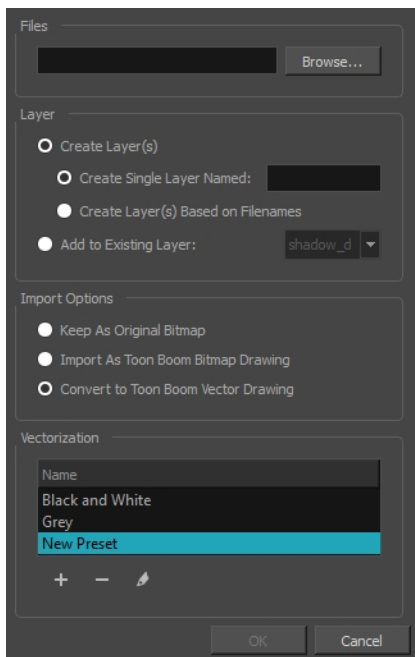 Files
Browse...
Layer
Create Layer(s)
Create Single Layer Named:
Create Layer(s) Based on Filenames
Add to Existing Layer: shadow_d
Import Options
Keep As Original Bitmap
Import As Toon Boom Bitmap Drawing
Convert to Toon Boom Vector Drawing
Vectorization
Name
Black and White
Grey
New Preset
OK Cancel